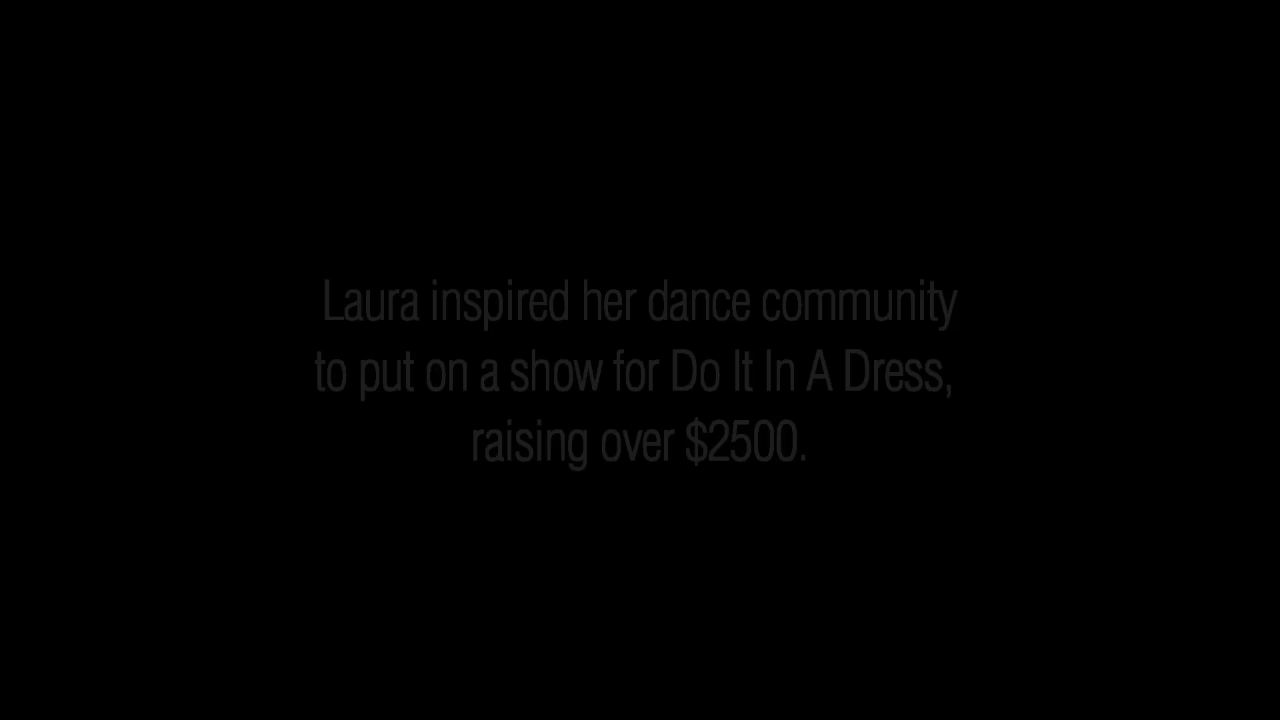 Laura inspired her dance community
to put on a show for Do It In A Dress,
raising over $2500.